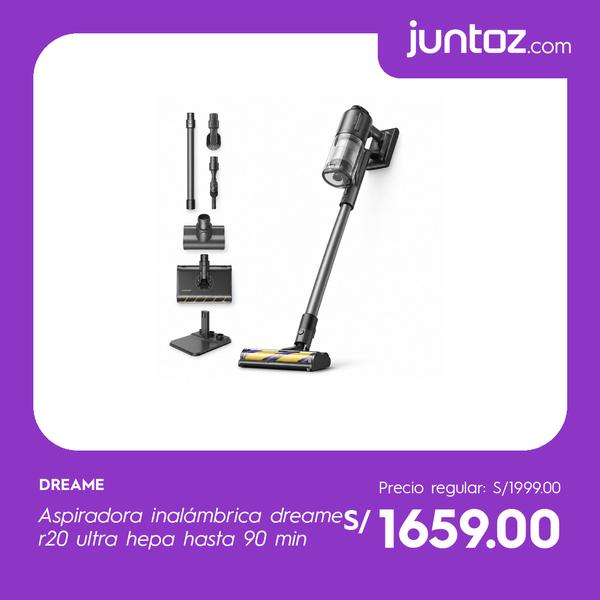 juntoz.com
DREAME
Aspiradora inalámbrica dreame
r20 ultra hepa hasta 90 min
Precio regular: S/1999.00
S/ 1659.00